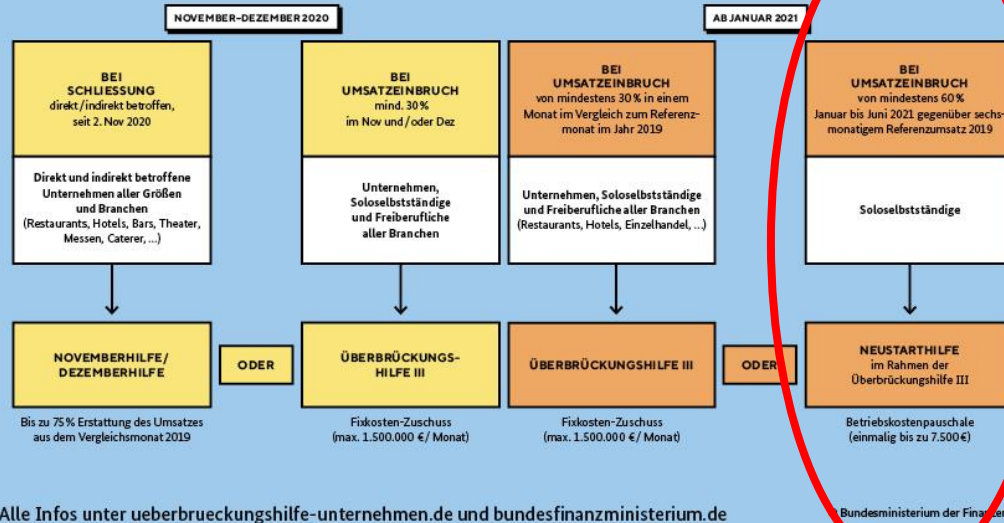 NOVEMBER–DEZEMBER 2020
AB JANUAR 2021
BEI
SCHLIESSUNG
direkt/indirekt betroffen,
seit 2. Nov 2020
Direkt und indirekt betroffene
Unternehmen aller Größen
und Branchen
(Restaurants, Hotels, Bars, Theater,
Messen, Caterer, ...)
NOVEMBERHILFE/
DEZEMBERHILFE
Bis zu 75% Erstattung des Umsatzes
aus dem Vergleichsmonat 2019
ODER
BEI
UMSATZEINBRUCH
mind. 30%
im Nov und/oder Dez
Unternehmen,
Soloselbstständige
und Freiberufliche
aller Branchen
ÜBERBRÜCKUNGS-
HILFE III
Fixkosten-Zuschuss
(max. 1.500.000 €/Monat)
BEI
UMSATZEINBRUCH
von mindestens 30% in einem
Monat im Vergleich zum Referenz-
monat im Jahr 2019
Unternehmen, Soloselbstständige
und Freiberufliche aller Branchen
(Restaurants, Hotels, Einzelhandel, ...)
ÜBERBRÜCKUNGSHILFE III
Fixkosten-Zuschuss
(max. 1.500.000 €/Monat)
ODER
BEI
UMSATZEINBRUCH
von mindestens 60%
Januar bis Juni 2021 gegenüber sechs-
monatigem Referenzumsatz 2019
Soloselbstständige
NEUSTARTHILFE
im Rahmen der
Überbrückungshilfe III
Betriebskostenpauschale
(einmalig bis zu 7.500€)
Alle Infos unter ueberbrueckungshilfe-unternehmen.de und bundesfinanzministerium.de
Bundesministerium der Finanzen